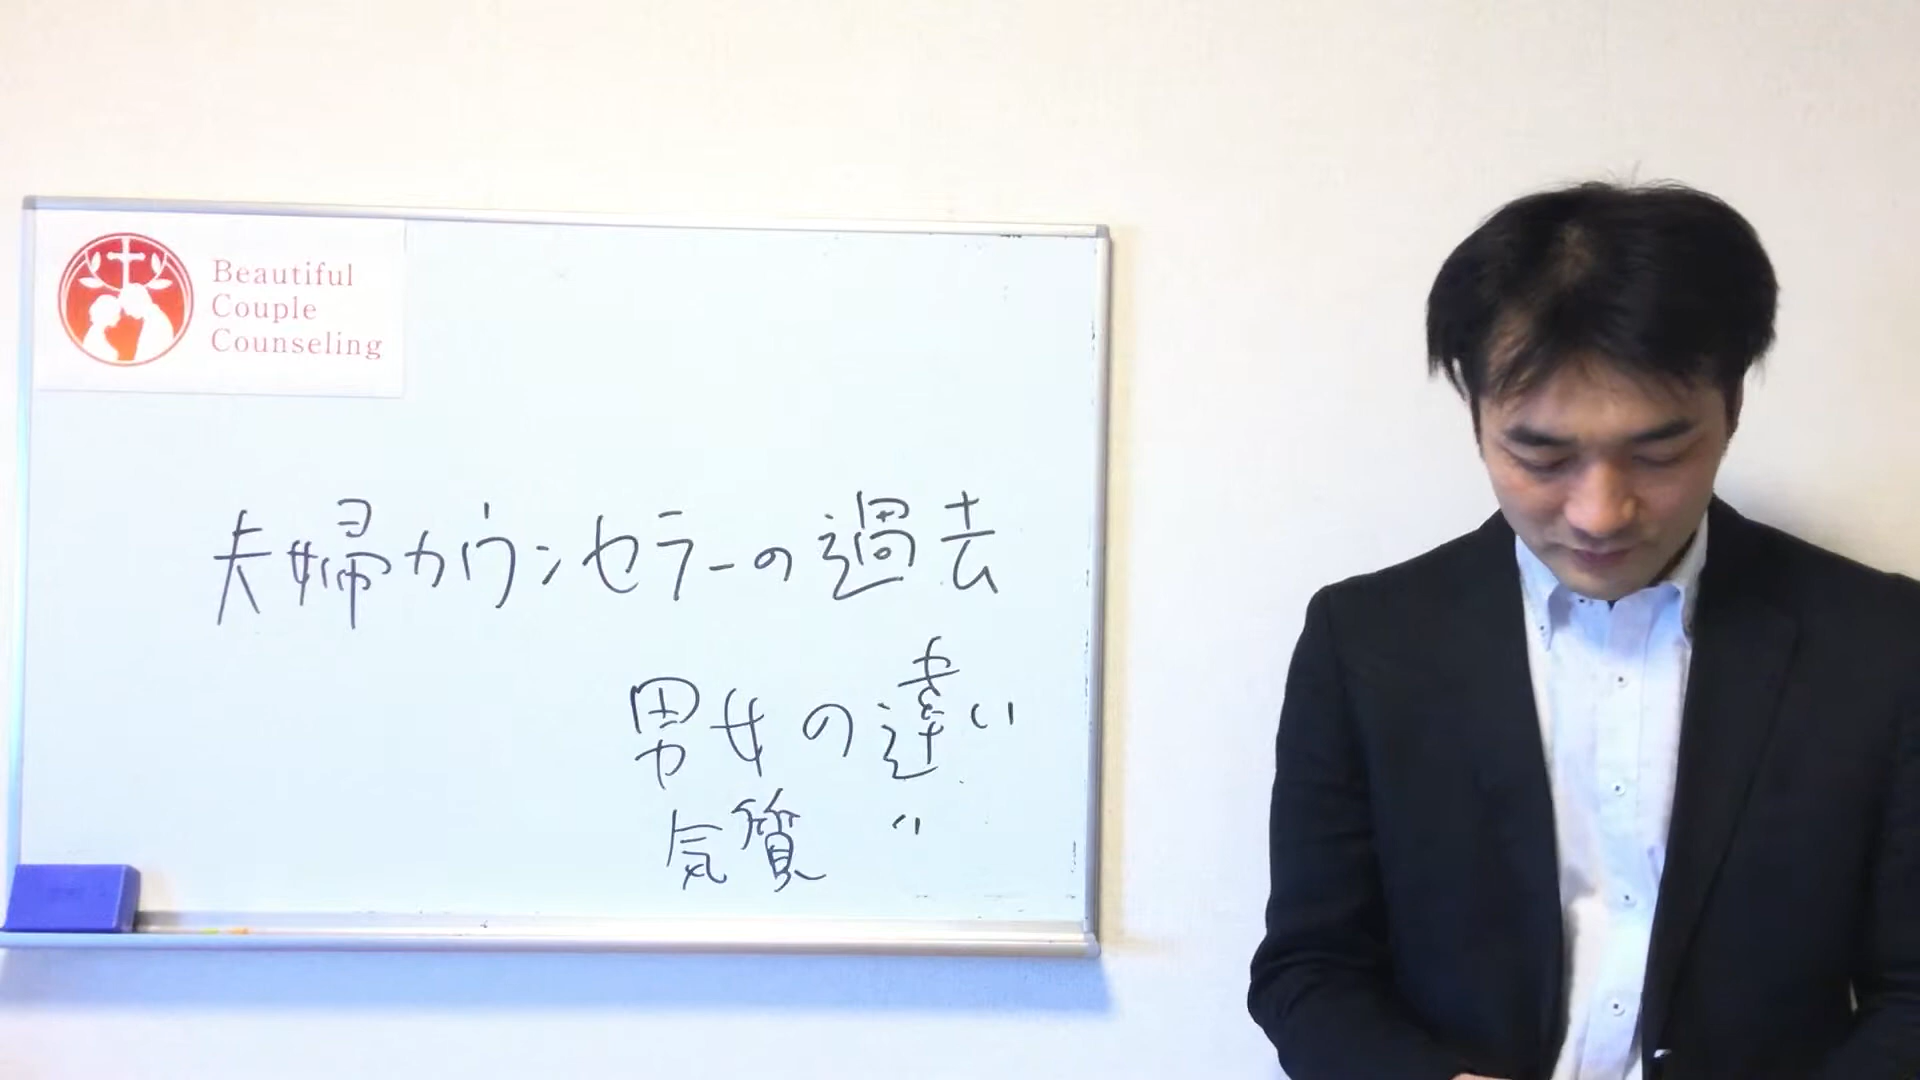 Beautiful
Couple
Counseling
夫婦カウンセラーの過去
男女の違い
気質 〃